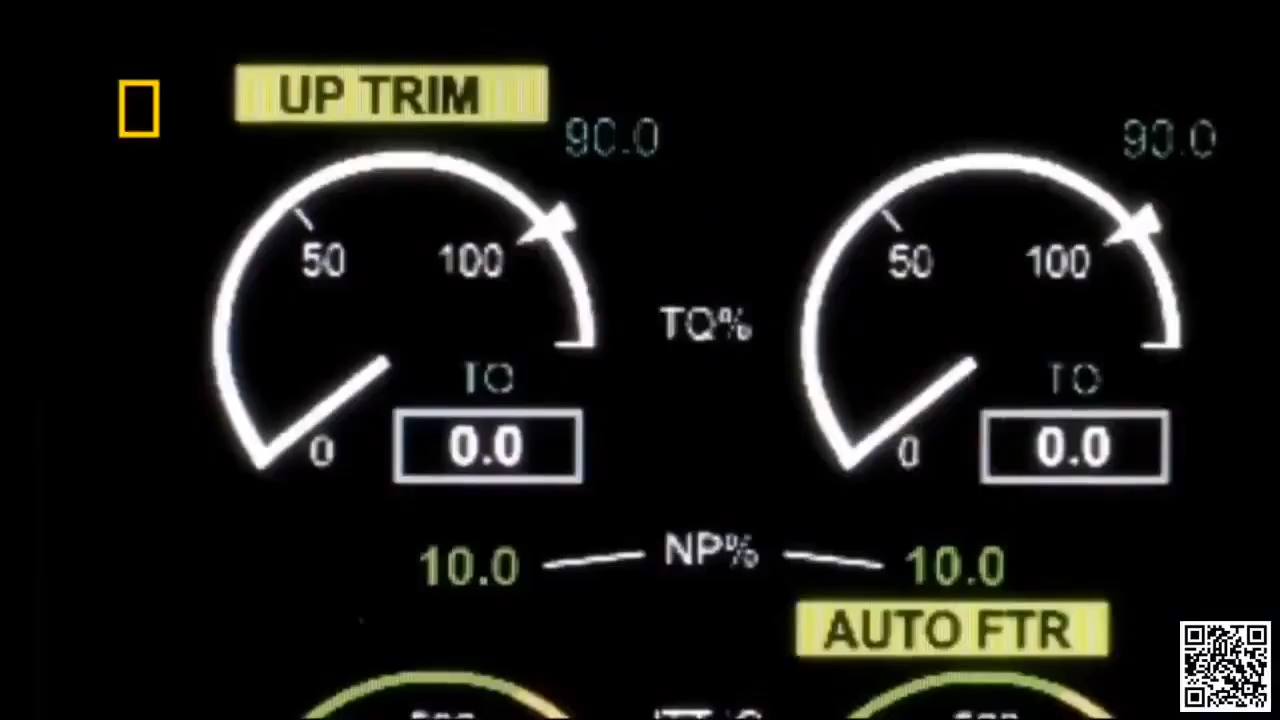 UP TRIM
90.0 90.0
50 100 50 100
TQ%
TO TO
0 0.0 0 0.0
10.0 NP% 10.0
AUTO FTR